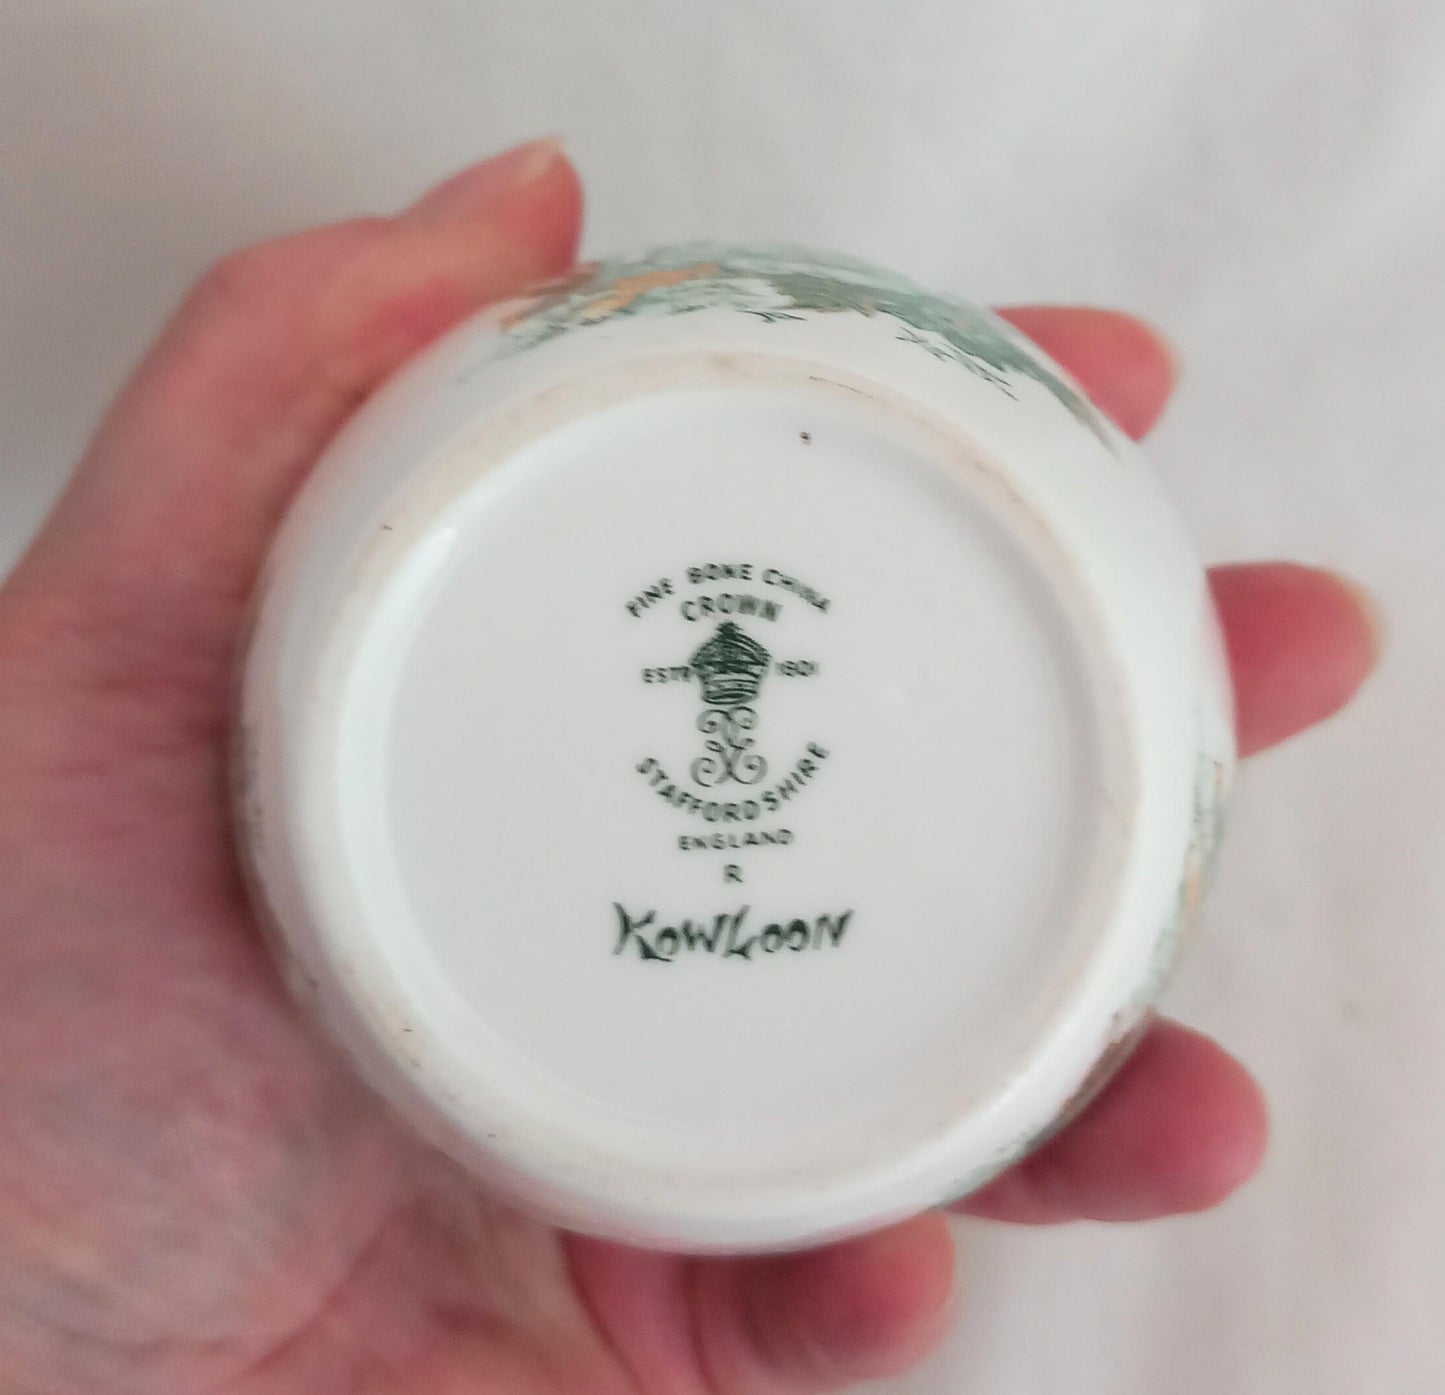 FINE BONE CHINA
CROWN
ESTD 1801
STAFFORDSHIRE
ENGLAND
R
KOWLOON